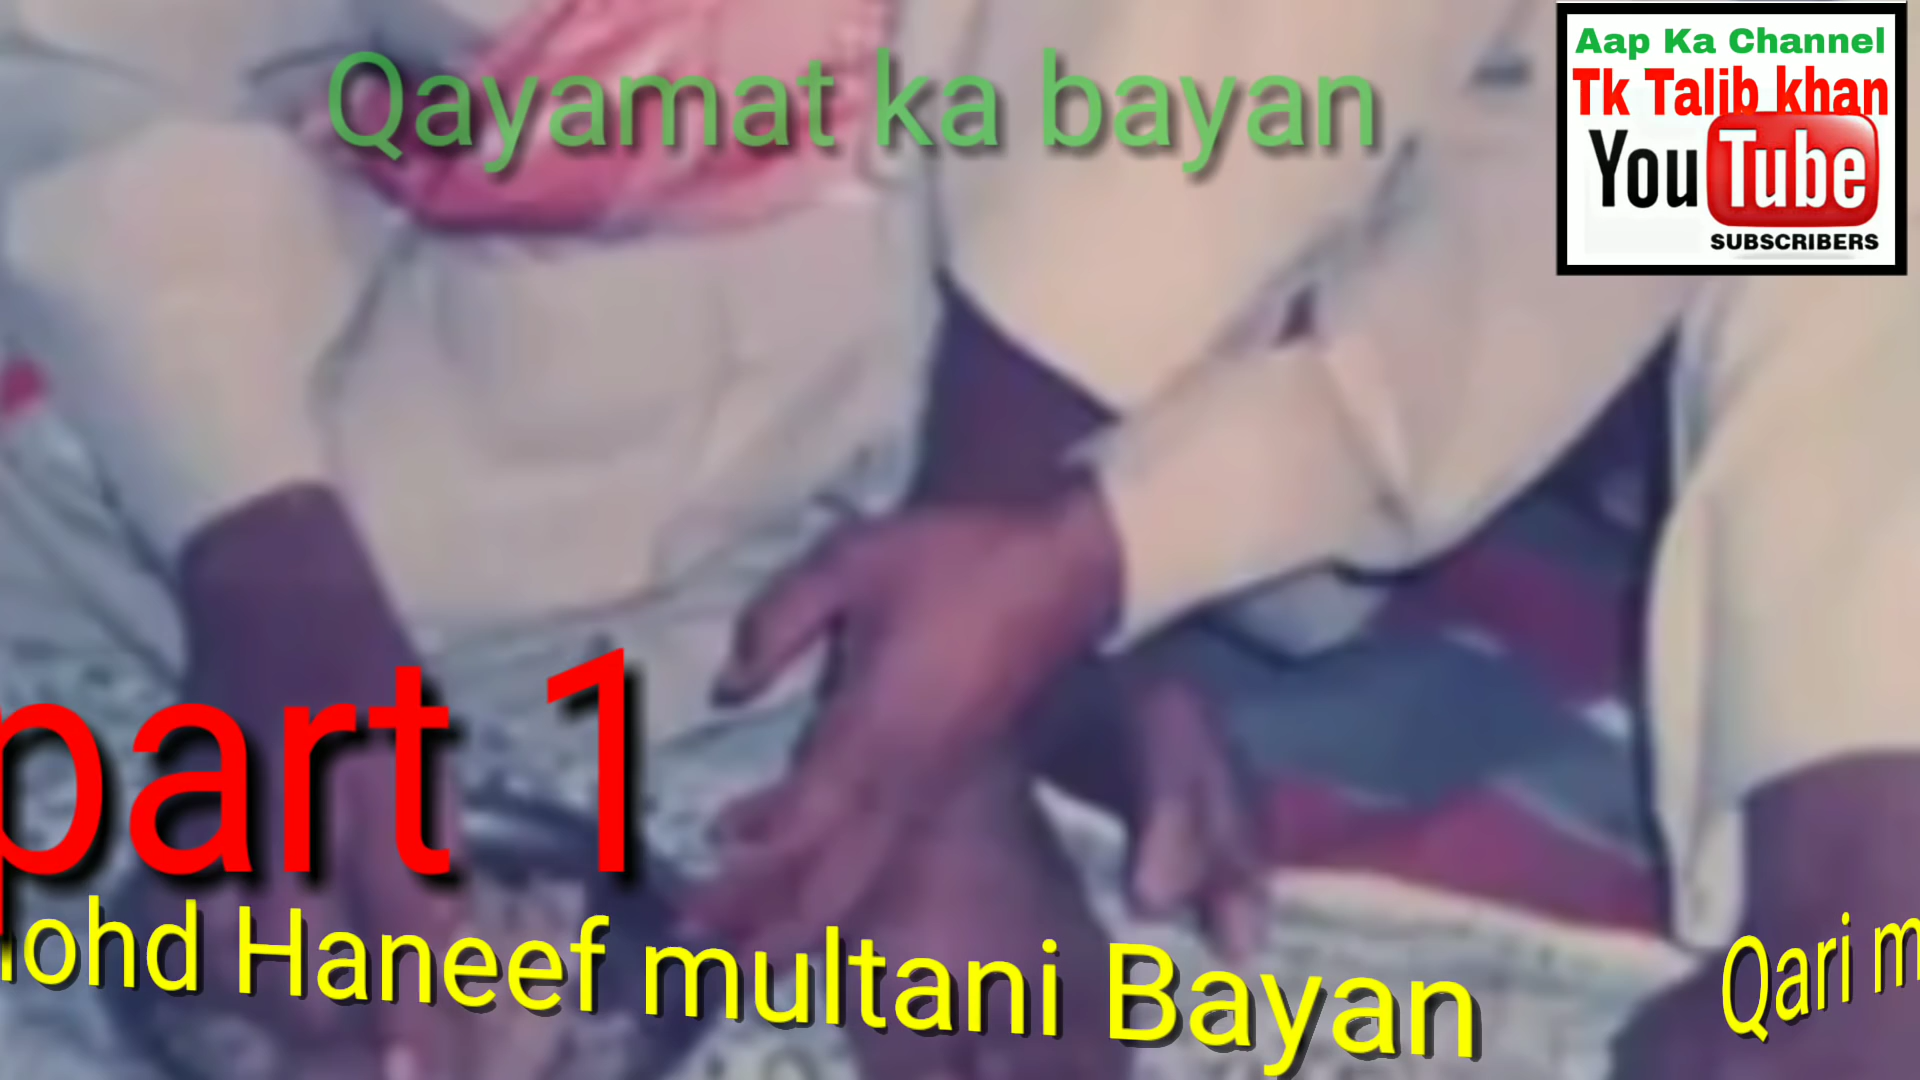 Qayamat ka bayan
Aap Ka Channel
Tk Talib khan
YouTube
SUBSCRIBERS
part 1
ohd Haneef multani Bayan
Qari m